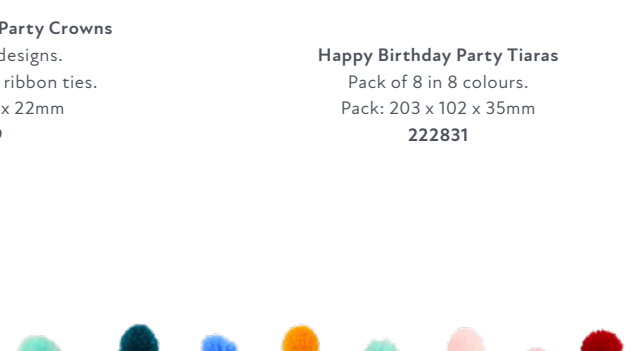 Party Crowns
designs.
ribbon ties.
x 22mm
9
Happy Birthday Party Tiaras
Pack of 8 in 8 colours.
Pack: 203 x 102 x 35mm
222831